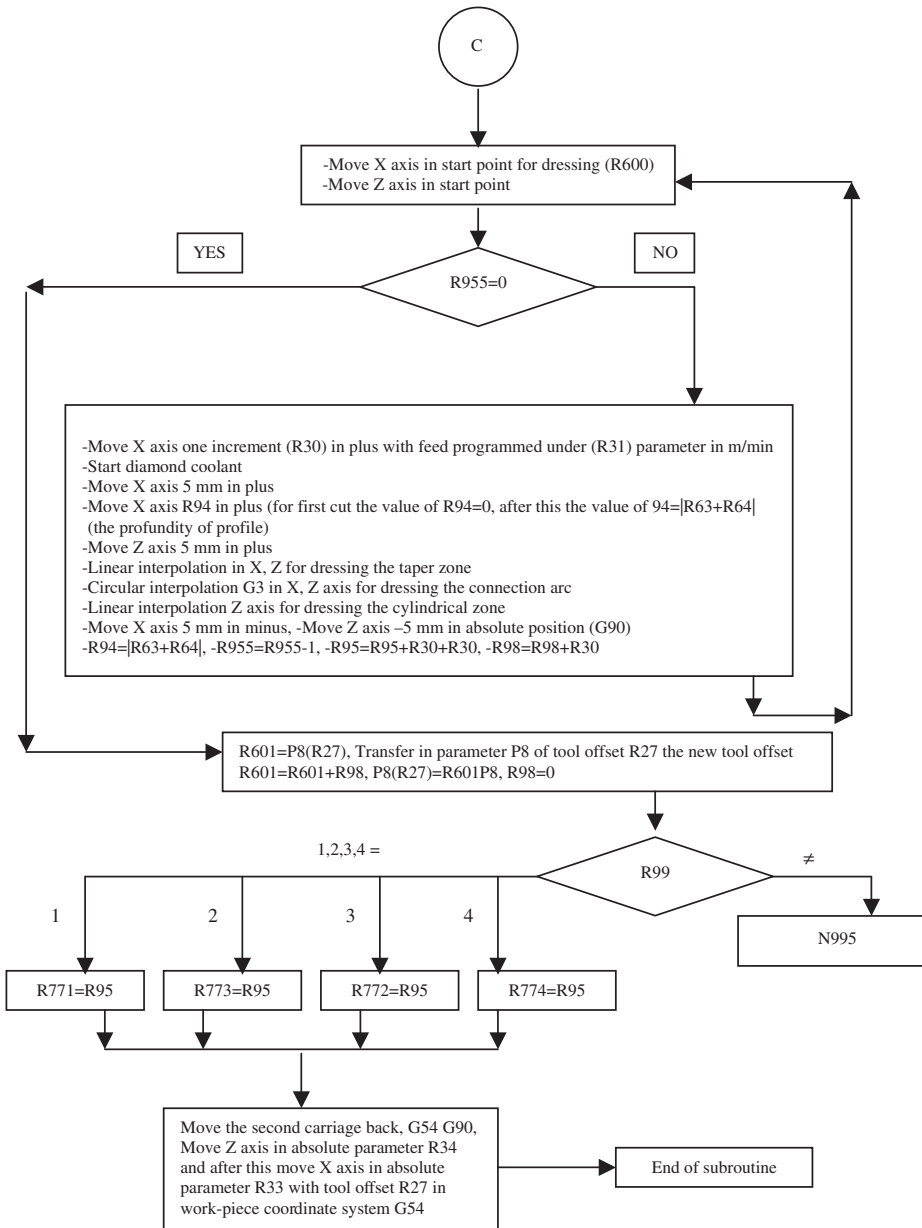 C
-Move X axis in start point for dressing (R600)
-Move Z axis in start point
YES
NO
R955=0
-Move X axis one increment (R30) in plus with feed programmed under (R31) parameter in m/min
-Start diamond coolant
-Move X axis 5 mm in plus
-Move X axis R94 in plus (for first cut the value of R94=0, after this the value of 94=|R63+R64|
(the profundity of profile)
-Move Z axis 5 mm in plus
-Linear interpolation in X, Z for dressing the taper zone
-Circular interpolation G3 in X, Z axis for dressing the connection arc
-Linear interpolation Z axis for dressing the cylindrical zone
-Move X axis 5 mm in minus, -Move Z axis –5 mm in absolute position (G90)
-R94=|R63+R64|, -R955=R955-1, -R95=R95+R30+R30, -R98=R98+R30
R601=P8(R27), Transfer in parameter P8 of tool offset R27 the new tool offset
R601=R601+R98, P8(R27)=R601P8, R98=0
1,2,3,4 =
R99
≠
1
2
3
4
N995
R771=R95
R773=R95
R772=R95
R774=R95
Move the second carriage back, G54 G90,
Move Z axis in absolute parameter R34
and after this move X axis in absolute
parameter R33 with tool offset R27 in
work-piece coordinate system G54
End of subroutine